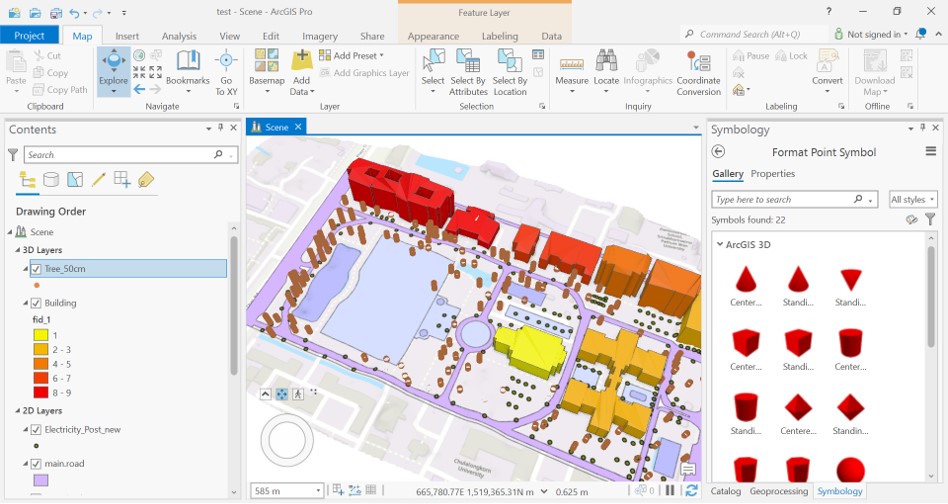 test - Scene - ArcGIS Pro
Feature Layer
?
Project
Map
Insert
Analysis
View
Edit
Imagery
Share
Appearance
Labeling
Data
Command Search (Alt+Q)
Not signed in
Paste
Cut
Copy
Copy Path
Clipboard
Explore
Bookmarks
Go To XY
Navigate
Basemap
Add Data
Add Preset
Add Graphics Layer
Layer
Select
Select By Attributes
Select By Location
Selection
Measure
Locate
Infographics
Coordinate Conversion
Inquiry
Pause
Lock
Convert
Labeling
Download Map
Offline
Contents
Search
Drawing Order
Scene
3D Layers
Tree_50cm
Building
fid_1
1
2 - 3
4 - 5
6 - 7
8 - 9
2D Layers
Electricity_Post_new
main.road
Scene
Chulalongkorn
University
585 m
665,780.77E 1,519,365.31N
0.625 m
0
Symbology
Format Point Symbol
Gallery
Properties
Type here to search
All styles
Symbols found: 22
ArcGIS 3D
Cente...
Standi...
Standi...
Cente...
Standi...
Cente...
Standi...
Centere...
Standin...
Catalog
Geoprocessing
Symbology